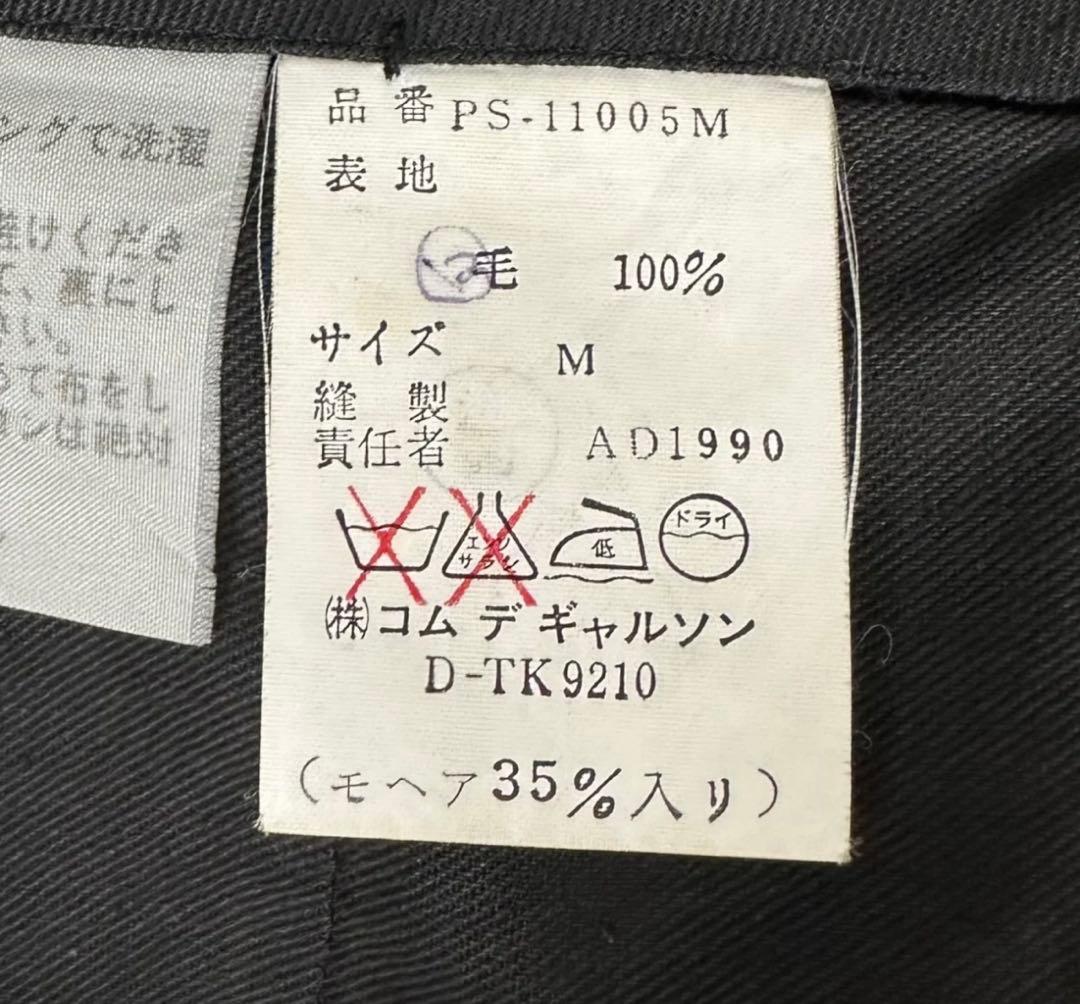 ングで洗濯
けくださ
、裏にし
さい。
って布をし
ンは絶対
品番 PS-11005M
表地
毛 100%
サイズ M
縫製
責任者 AD1990
エンソ
サラシ
低
ドライ
㈱コム デ ギャルソン
D-TK9210
(モヘア35%入り)